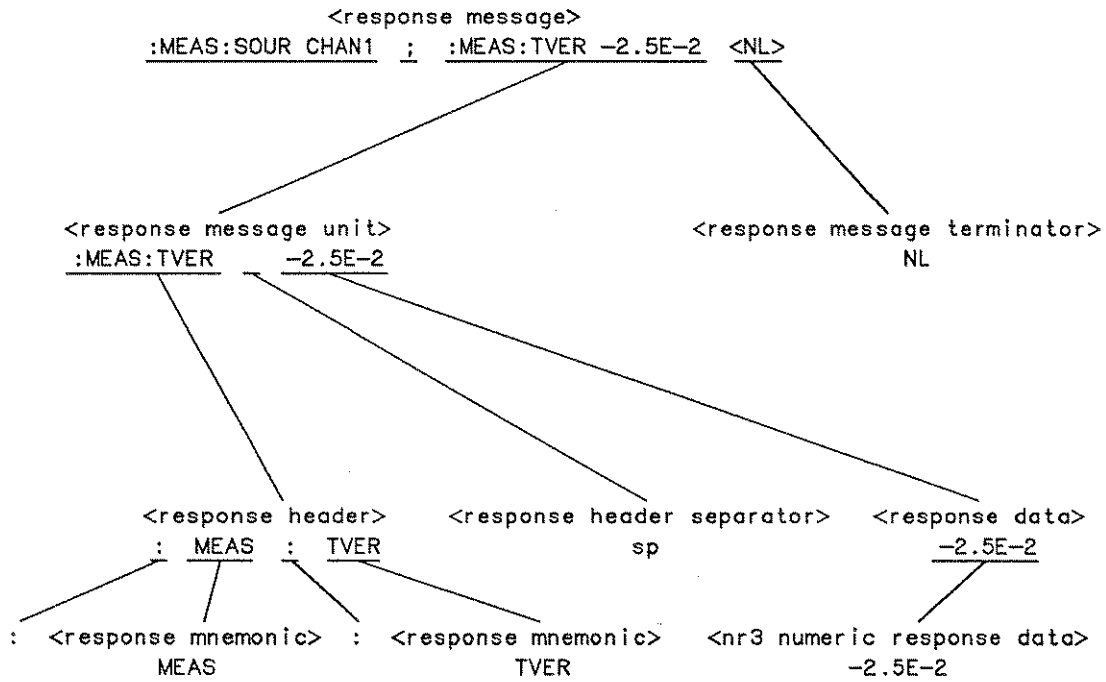 <response message>
:MEAS:SOUR CHAN1 ; :MEAS:TVER -2.5E-2 <NL>
<response message unit> <response message terminator>
:MEAS:TVER -2.5E-2 NL
<response header> <response header separator> <response data>
: MEAS : TVER sp -2.5E-2
: <response mnemonic> : <response mnemonic> <nr3 numeric response data>
MEAS TVER -2.5E-2